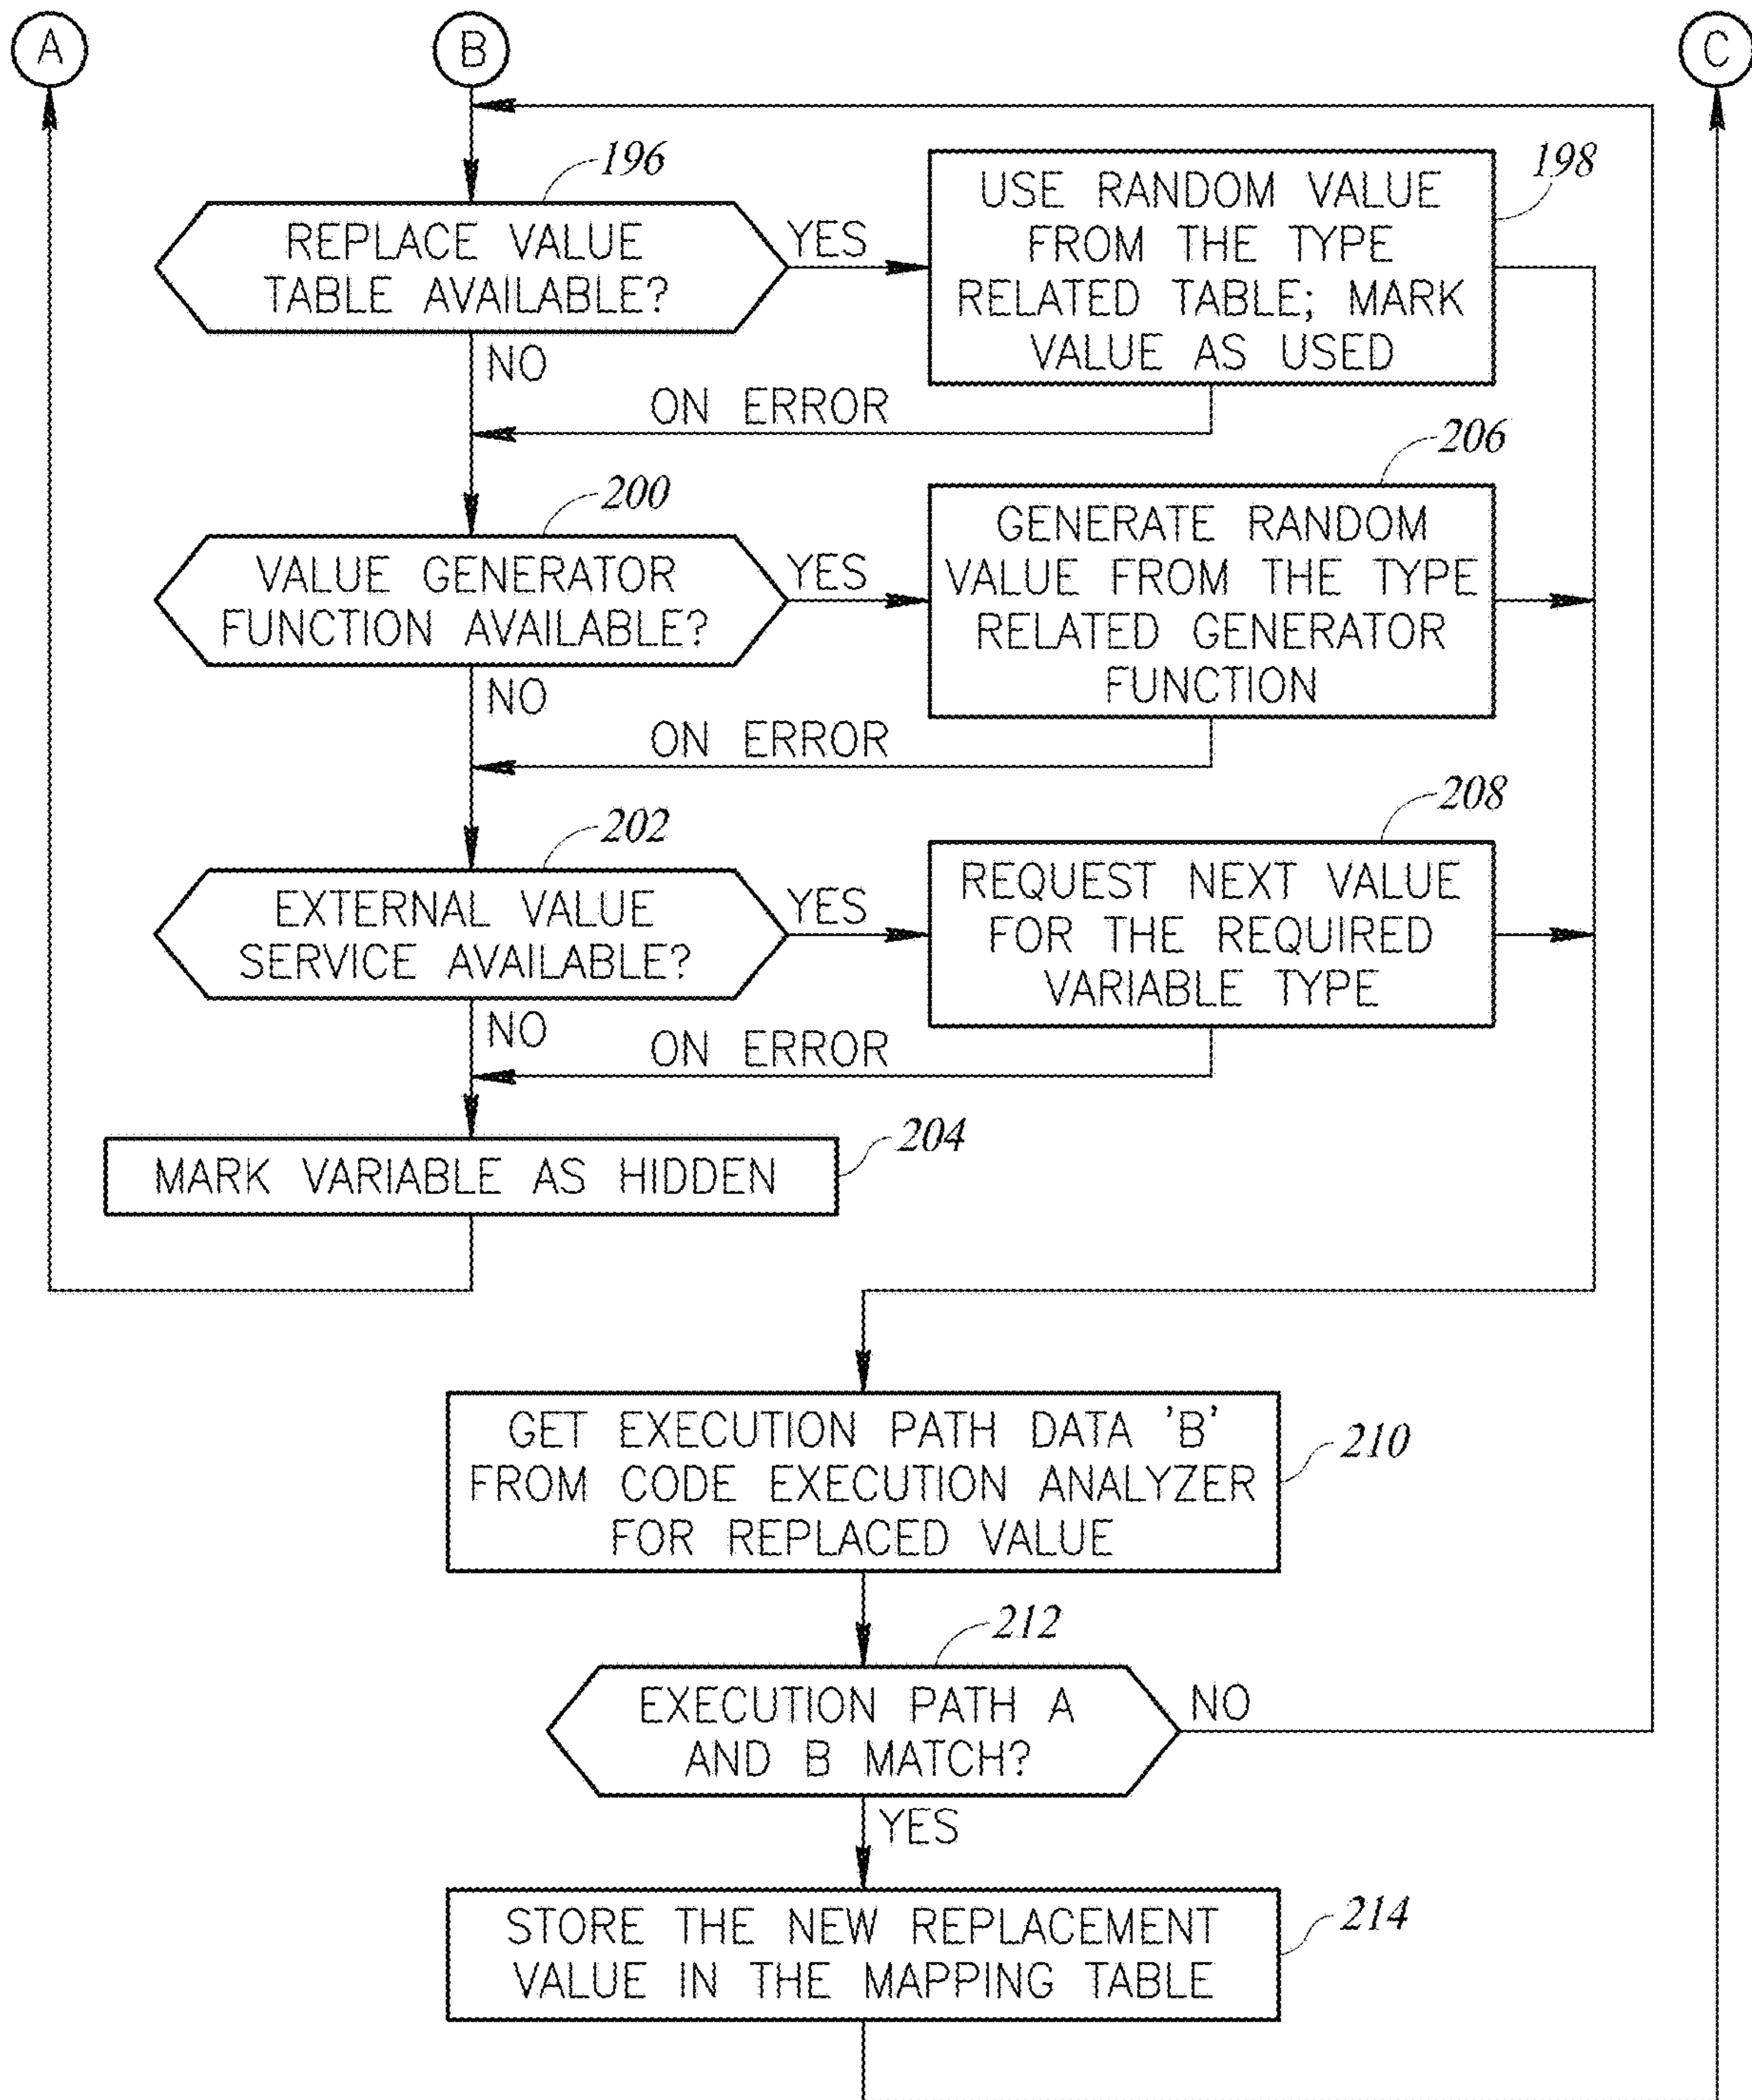 A
B
C
196
REPLACE VALUE
TABLE AVAILABLE?
YES
198
USE RANDOM VALUE
FROM THE TYPE
RELATED TABLE; MARK
VALUE AS USED
NO
ON ERROR
200
VALUE GENERATOR
FUNCTION AVAILABLE?
YES
206
GENERATE RANDOM
VALUE FROM THE TYPE
RELATED GENERATOR
FUNCTION
NO
ON ERROR
202
EXTERNAL VALUE
SERVICE AVAILABLE?
YES
208
REQUEST NEXT VALUE
FOR THE REQUIRED
VARIABLE TYPE
NO
ON ERROR
204
MARK VARIABLE AS HIDDEN
GET EXECUTION PATH DATA 'B'
FROM CODE EXECUTION ANALYZER
FOR REPLACED VALUE
210
212
EXECUTION PATH A
AND B MATCH?
NO
YES
STORE THE NEW REPLACEMENT
VALUE IN THE MAPPING TABLE
214